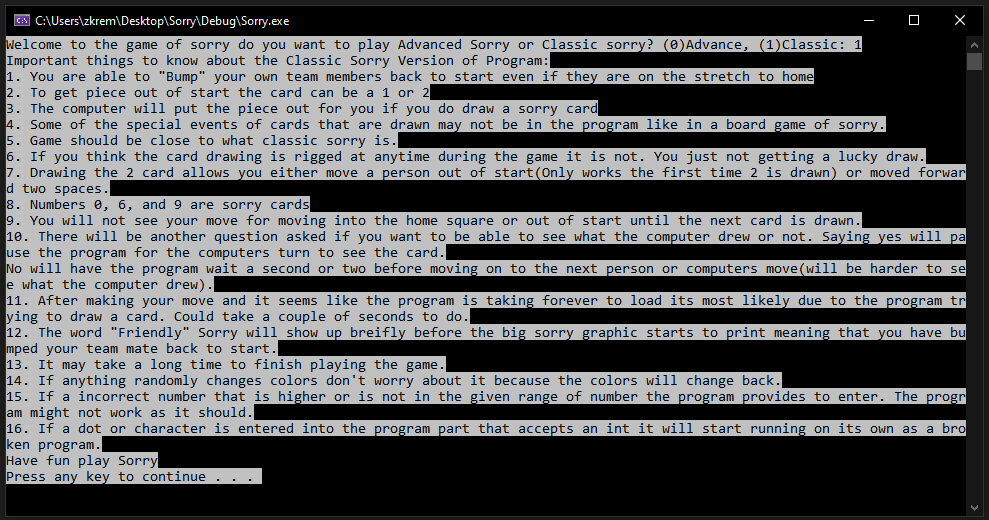 C:\Users\zkrem\Desktop\Sorry\Debug\Sorry.exe
Welcome to the game of sorry do you want to play Advanced Sorry or Classic sorry? (0)Advance, (1)Classic: 1
Important things to know about the Classic Sorry Version of Program:
1. You are able to "Bump" your own team members back to start even if they are on the stretch to home
2. To get piece out of start the card can be a 1 or 2
3. The computer will put the piece out for you if you do draw a sorry card
4. Some of the special events of cards that are drawn may not be in the program like in a board game of sorry.
5. Game should be close to what classic sorry is.
6. If you think the card drawing is rigged at anytime during the game it is not. You just not getting a lucky draw.
7. Drawing the 2 card allows you either move a person out of start(Only works the first time 2 is drawn) or moved forwar
d two spaces.
8. Numbers 0, 6, and 9 are sorry cards
9. You will not see your move for moving into the home square or out of start until the next card is drawn.
10. There will be another question asked if you want to be able to see what the computer drew or not. Saying yes will pa
use the program for the computers turn to see the card.
No will have the program wait a second or two before moving on to the next person or computers move(will be harder to se
e what the computer drew).
11. After making your move and it seems like the program is taking forever to load its most likely due to the program tr
ying to draw a card. Could take a couple of seconds to do.
12. The word "Friendly" Sorry will show up breifly before the big sorry graphic starts to print meaning that you have bu
mped your team mate back to start.
13. It may take a long time to finish playing the game.
14. If anything randomly changes colors don't worry about it because the colors will change back.
15. If a incorrect number that is higher or is not in the given range of number the program provides to enter. The progr
am might not work as it should.
16. If a dot or character is entered into the program part that accepts an int it will start running on its own as a bro
ken program.
Have fun play Sorry
Press any key to continue . . .